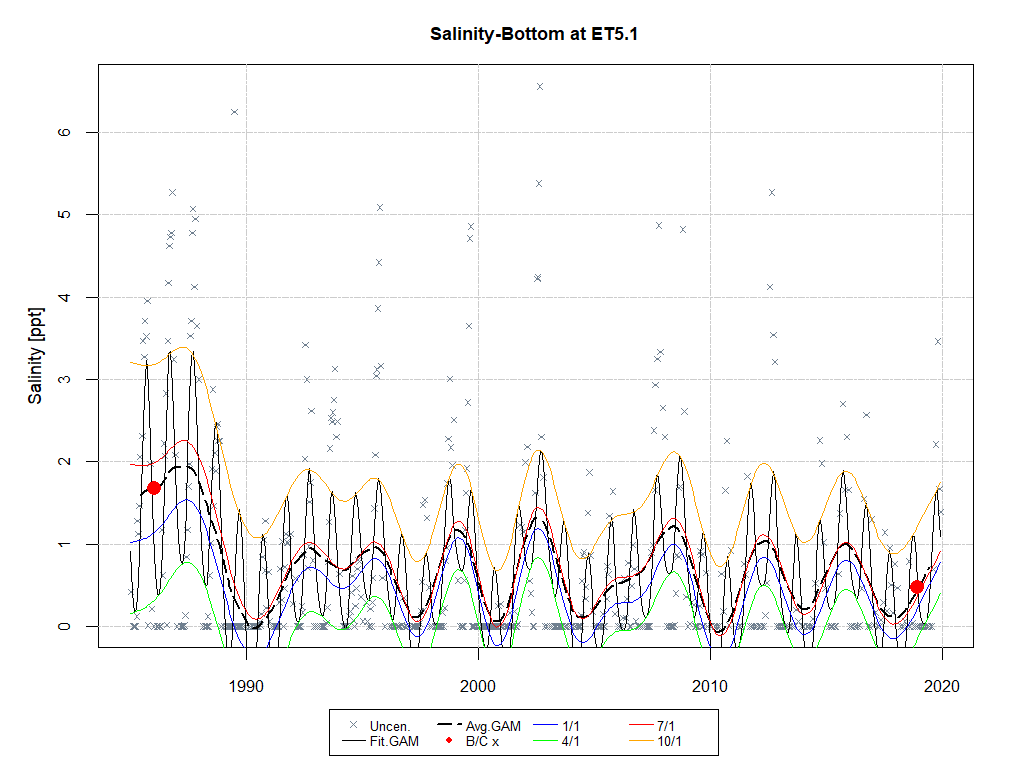 Salinity-Bottom at ET5.1
Salinity [ppt]
6
5
4
3
2
1
0
1990 2000 2010 2020
Uncen. Avg.GAM 1/1 7/1
Fit.GAM B/C x 4/1 10/1